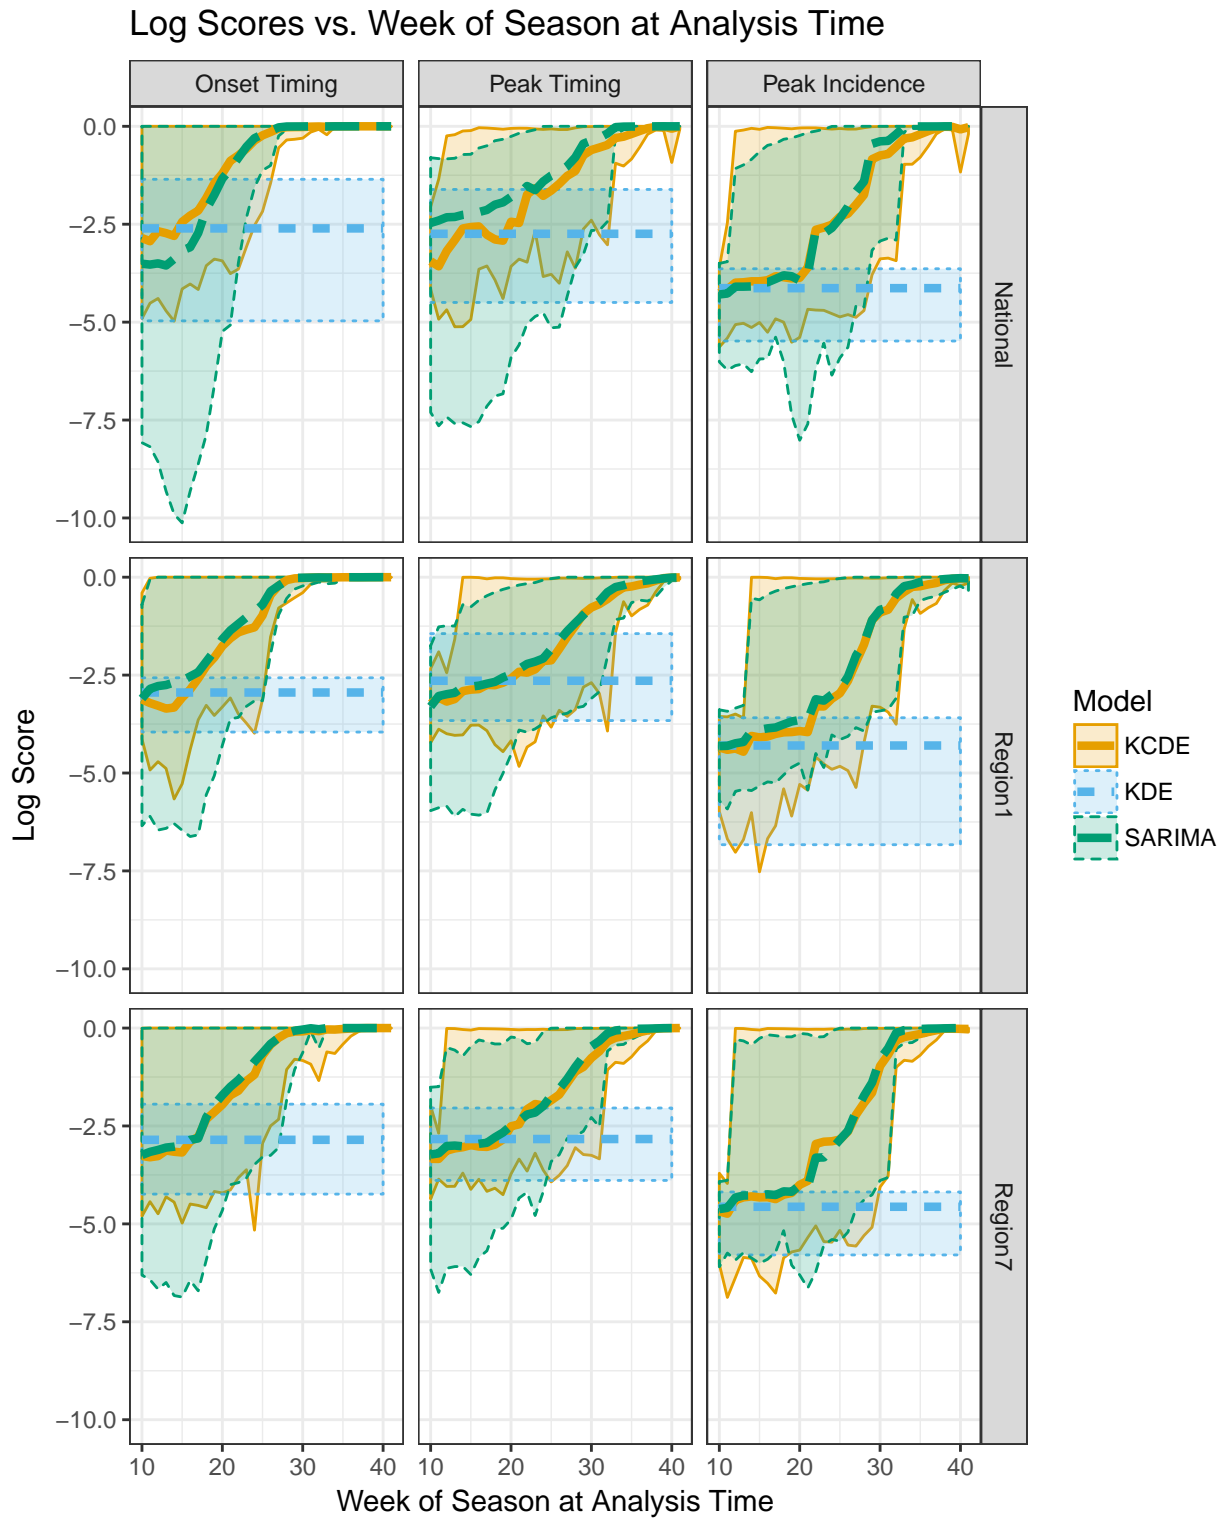 Log Scores vs. Week of Season at Analysis Time
Onset Timing
Peak Timing
Peak Incidence
0.0
−2.5
−5.0
−7.5
−10.0
National
0.0
−2.5
−5.0
−7.5
−10.0
Region1
0.0
−2.5
−5.0
−7.5
−10.0
Region7
Log Score
10 20 30 40
10 20 30 40
10 20 30 40
Week of Season at Analysis Time
Model
KCDE
KDE
SARIMA